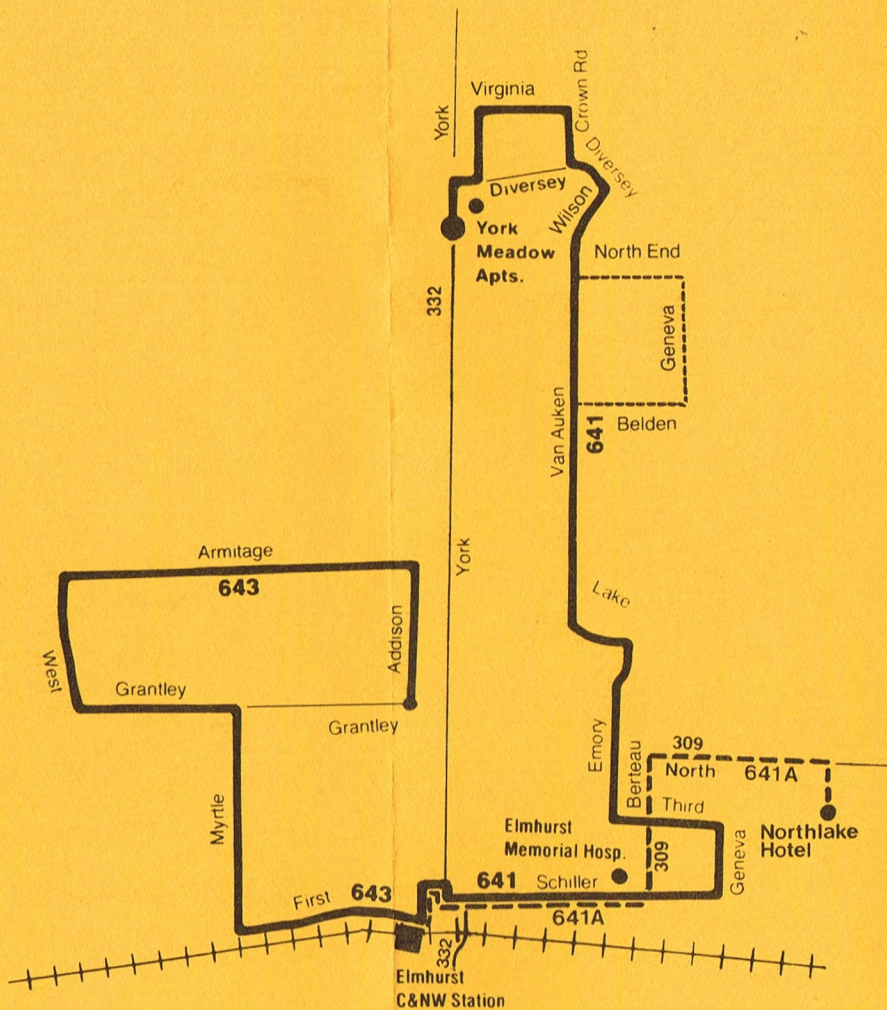 Virginia
Crown Rd
York
Diversey
Diversey
Wilson
York
Meadow
Apts.
North End
332
Geneva
Van Auken
641
Belden
Armitage
643
York
Lake
Addison
West
Grantley
Grantley
Emory
Berteau
309
North
641A
Third
Myrtle
Elmhurst
Memorial Hosp.
309
Geneva
Northlake
Hotel
First
643
641
Schiller
641A
332
Elmhurst
C&NW Station